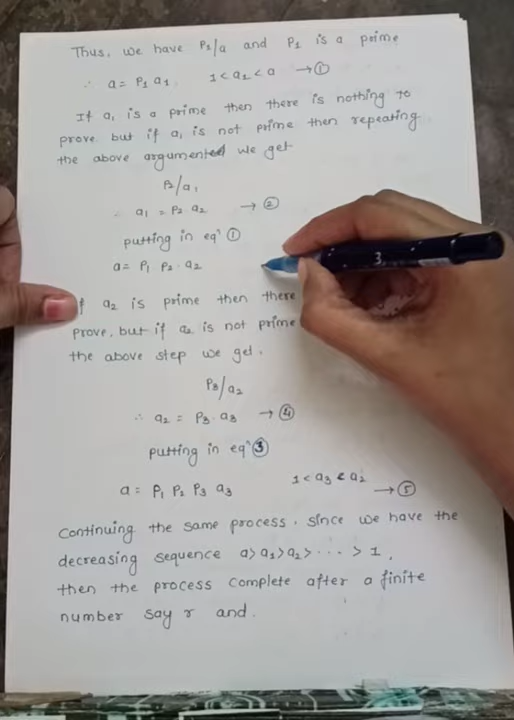 Thus, we have P₁/a and P₁ is a prime
∴ a = P₁ a₁, 1 < a₁ < a → ①
If a₁ is a prime then there is nothing to
prove. but if a₁ is not prime then repeating
the above argumented we get
P₂/a₁
∴ a₁ = P₂ a₂ → ②
putting in eqⁿ ①
a = P₁ P₂ . a₂
If a₂ is prime then there
prove, but if a₂ is not prime
the above step we get.
P₃/a₂
∴ a₂ = P₃ . a₃ → ④
putting in eqⁿ ③
a = P₁ P₂ P₃ a₃ 1 < a₃ < a₂ → ⑤
Continuing the same process. since we have the
decreasing sequence a > a₁ > a₂ > ... > 1,
then the process complete after a finite
number say r and.
3